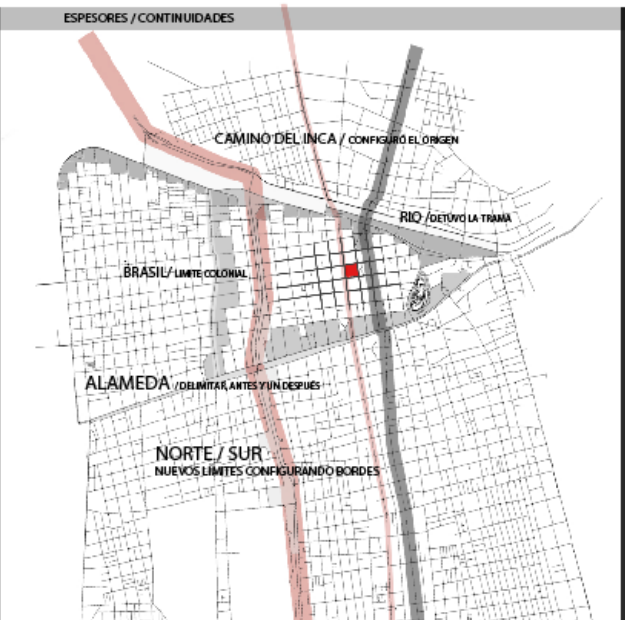 ESPESORES / CONTINUIDADES
CAMINO DEL INCA / CONFIGURÓ EL ORIGEN
RIO / DETUVO LA TRAMA
BRASIL / LIMITE COLONIAL
ALAMEDA / DELIMITAR, ANTES Y UN DESPUÉS
NORTE / SUR
NUEVOS LÍMITES CONFIGURANDO BORDES